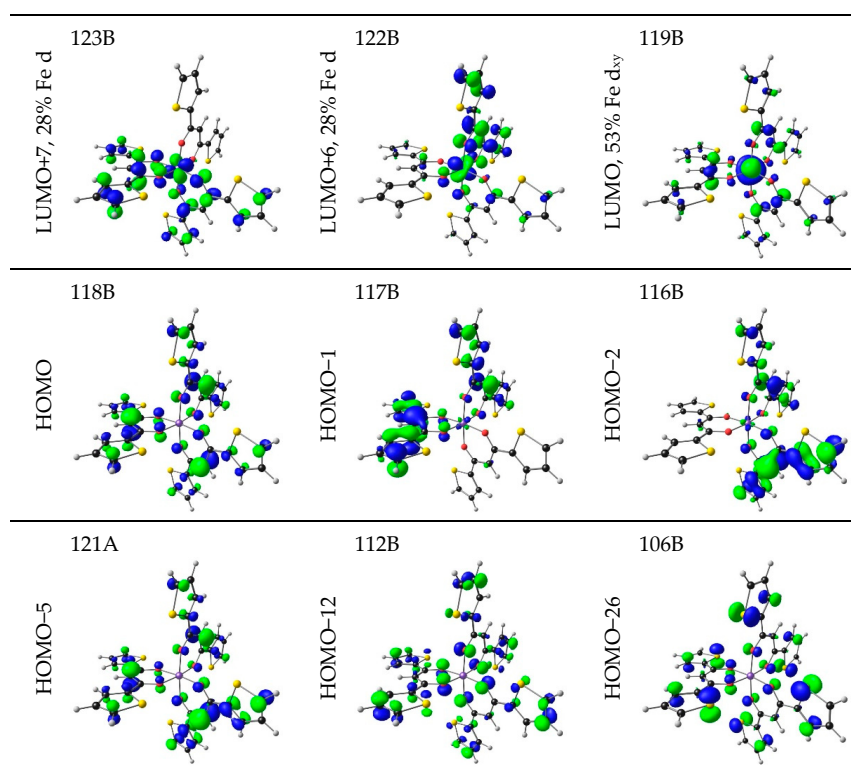 123B
LUMO+7, 28% Fe d
122B
LUMO+6, 28% Fe d
119B
LUMO, 53% Fe dxy
118B
HOMO
117B
HOMO−1
116B
HOMO−2
121A
HOMO−5
112B
HOMO−12
106B
HOMO−26